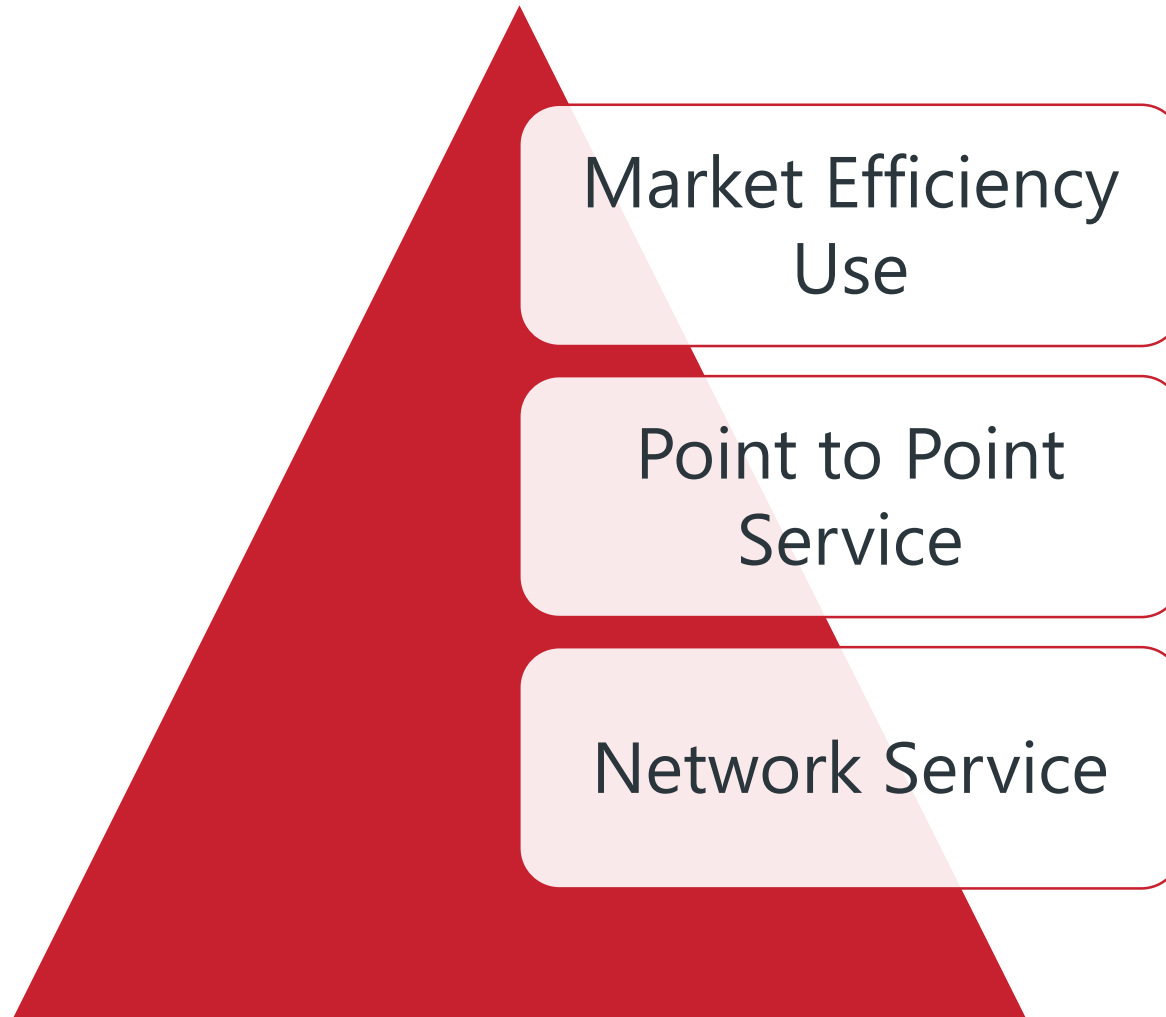 Market Efficiency
Use
Point to Point
Service
Network Service